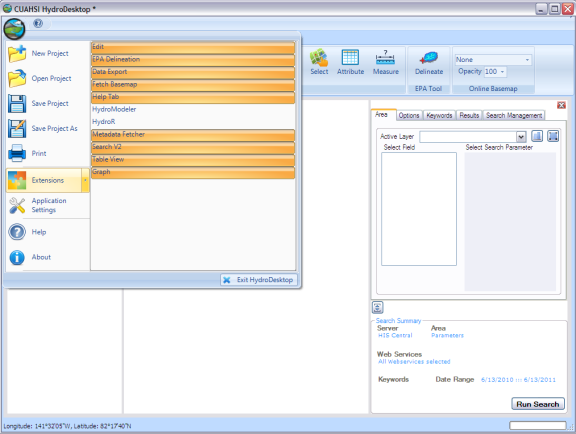 CUAHSI HydroDesktop *
New Project
Open Project
Save Project
Save Project As
Print
Extensions
Application Settings
Help
About
Edit
EPA Delineation
Data Export
Fetch Basemap
Help Tab
HydroModeler
HydroR
Metadata Fetcher
Search V2
Table View
Graph
Exit HydroDesktop
Select
Attribute
Measure
Delineate
EPA Tool
None
Opacity 100
Online Basemap
Area
Options
Keywords
Results
Search Management
Active Layer
Select Field
Select Search Parameter
Search Summary
Server
Area
HIS Central
Parameters
Web Services
All Webservices selected
Keywords
Date Range
6/13/2010 ::: 6/13/2011
Run Search
Longitude: 141°32'05"W, Latitude: 82°17'40"N